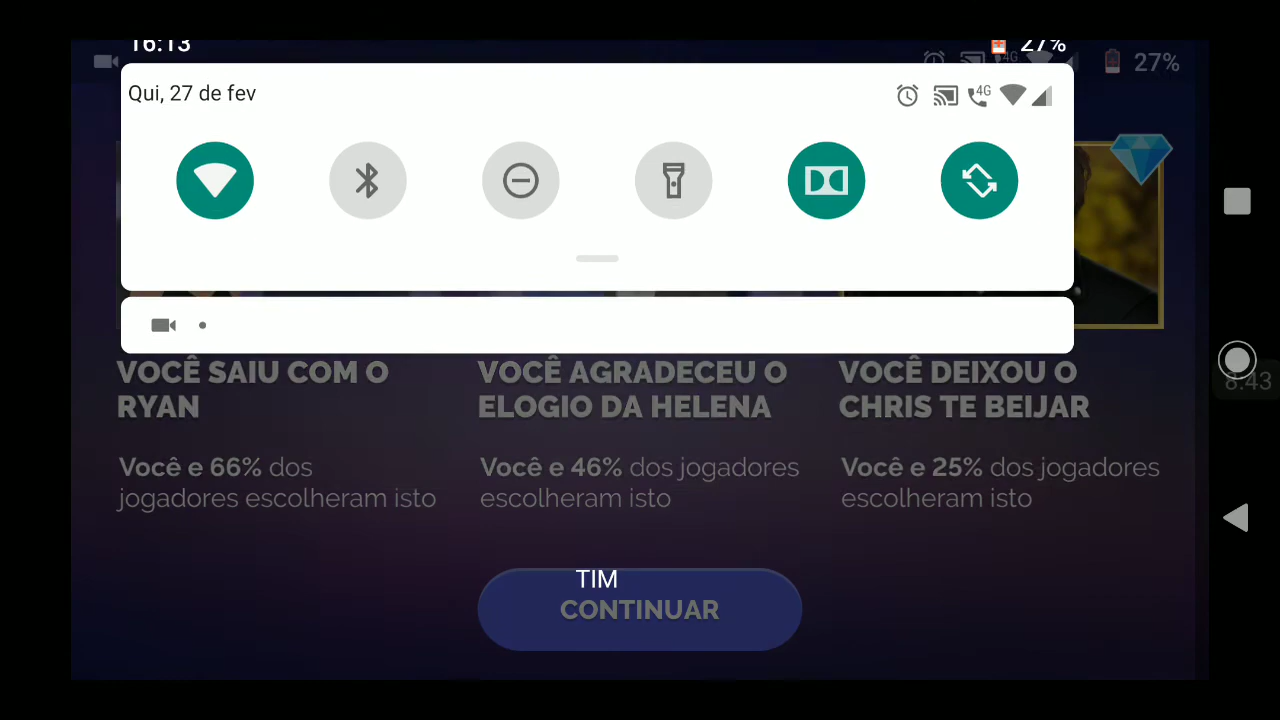 16:13
27%
27%
4G
Qui, 27 de fev
4G
VOCÊ SAIU COM O
RYAN
Você e 66% dos
jogadores escolheram isto
VOCÊ AGRADECEU O
ELOGIO DA HELENA
Você e 46% dos jogadores
escolheram isto
VOCÊ DEIXOU O
CHRIS TE BEIJAR
Você e 25% dos jogadores
escolheram isto
8:43
TIM
CONTINUAR